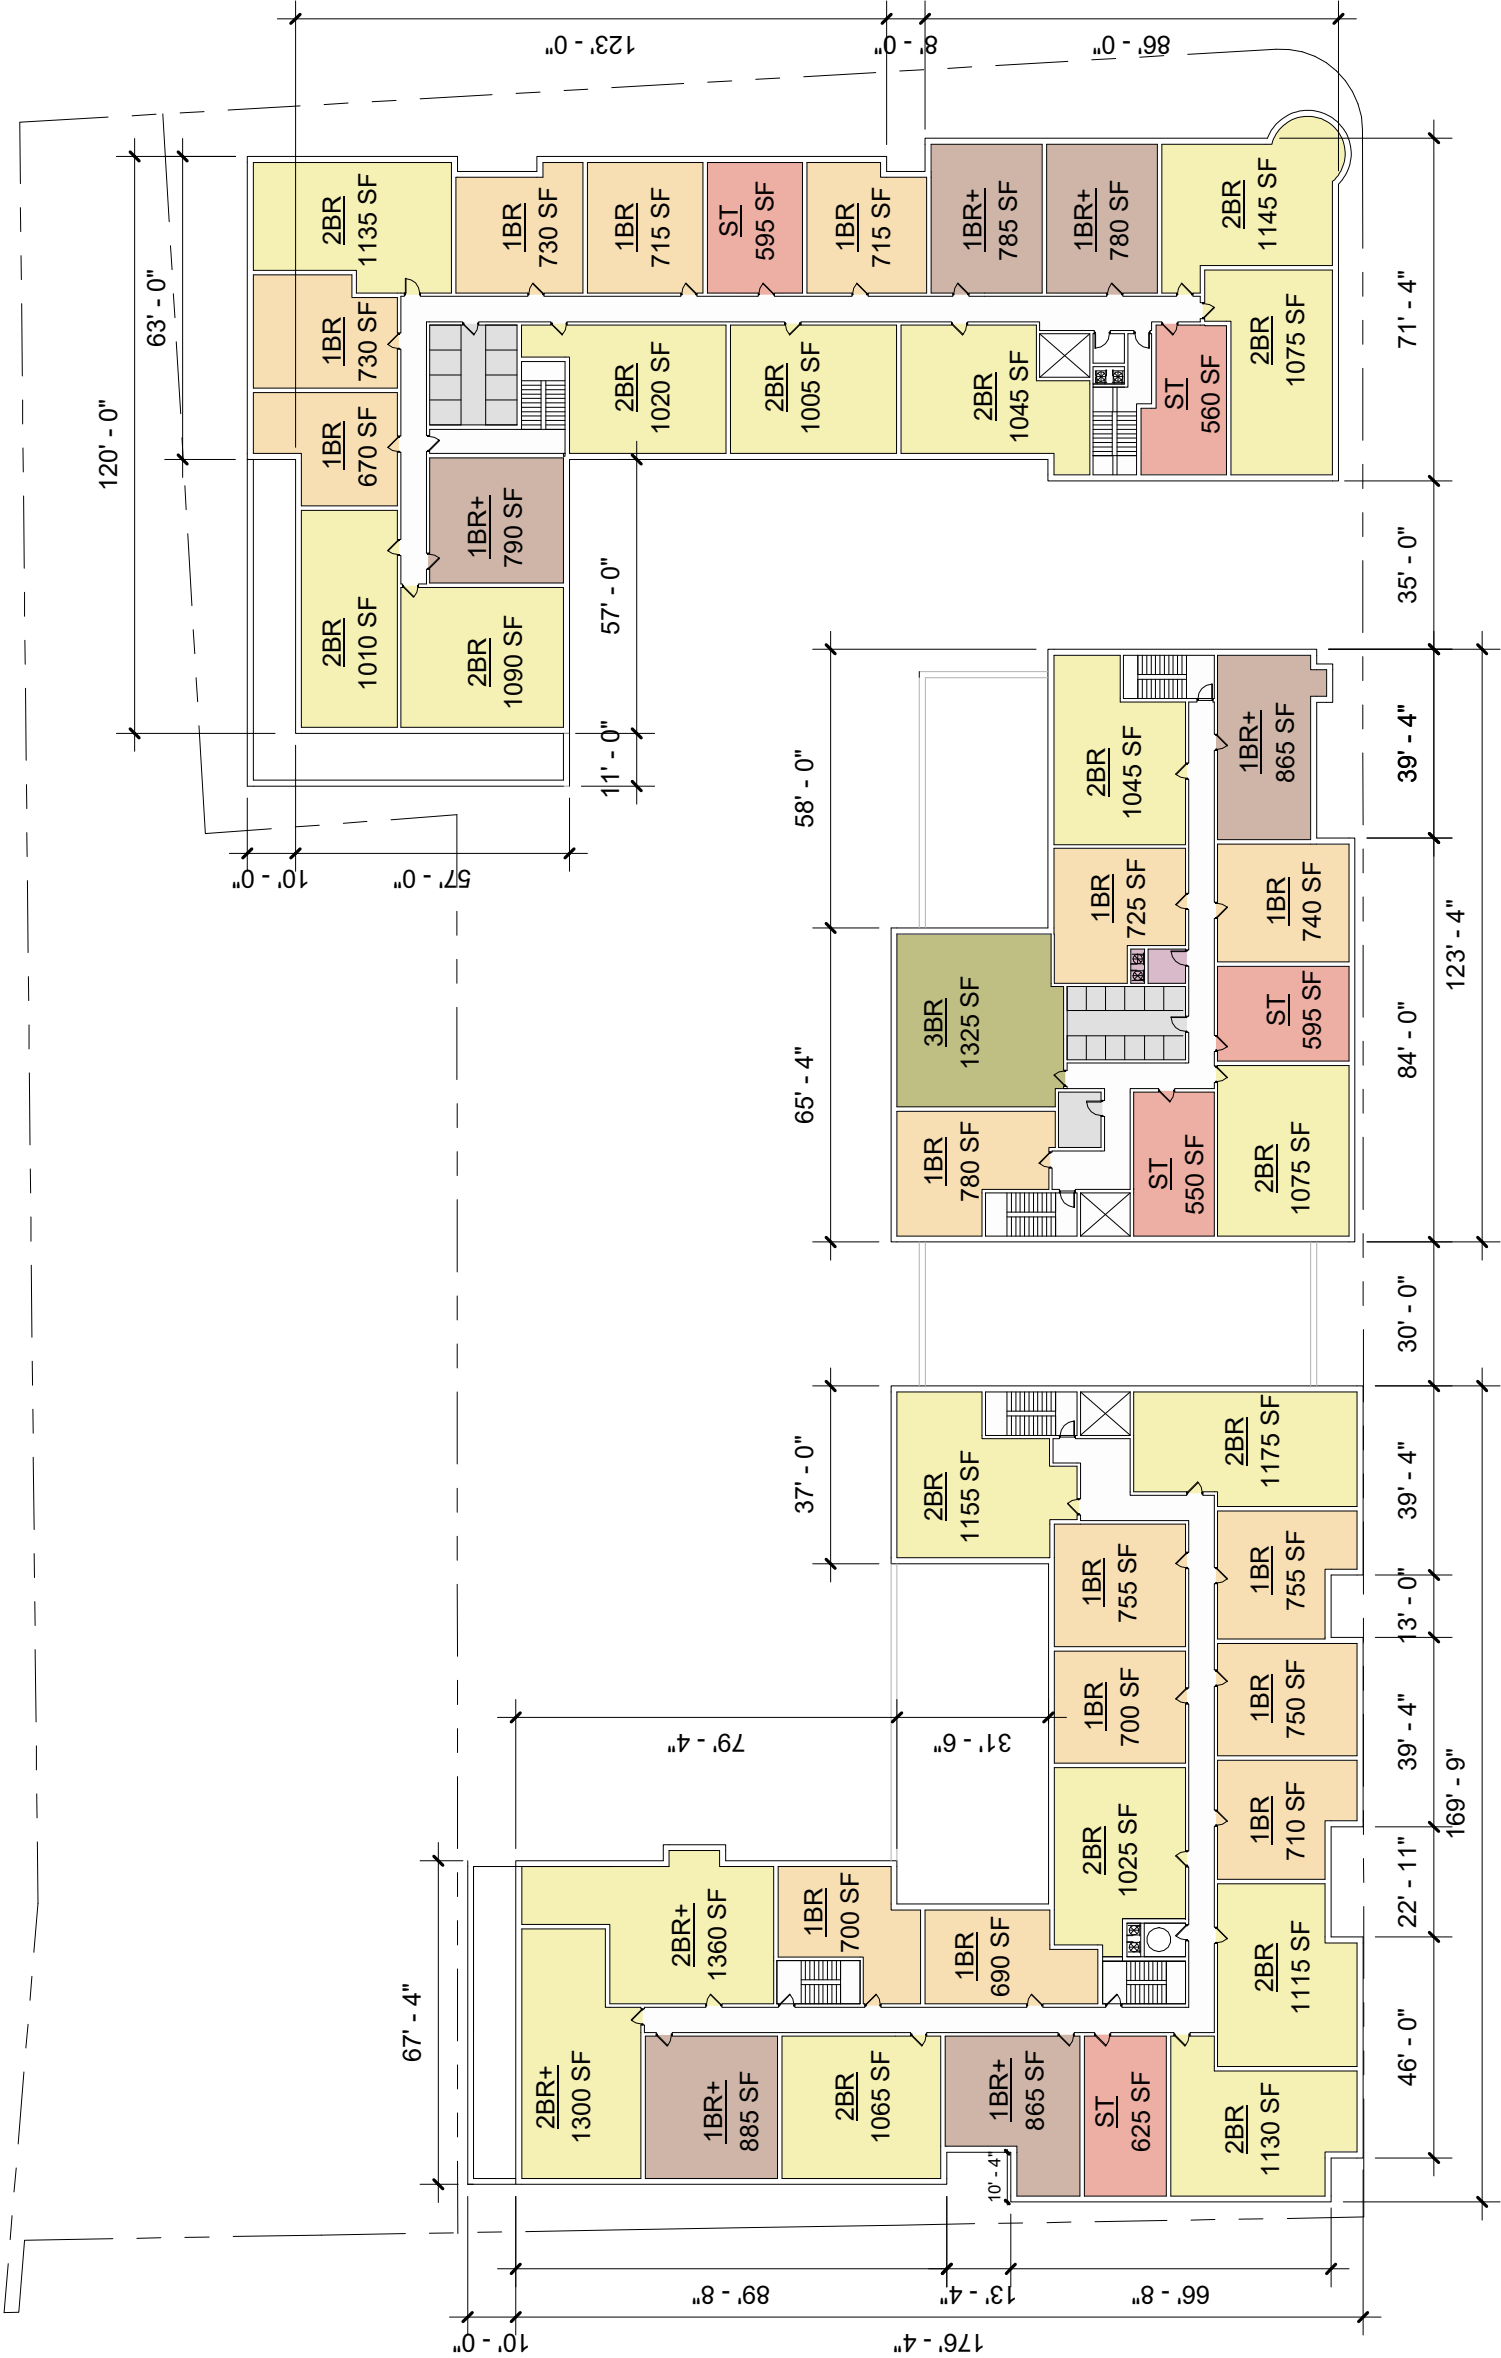 123' - 0"
8' - 0"
86' - 0"
120' - 0"
63' - 0"
2BR
1135 SF
1BR
730 SF
1BR
715 SF
ST
595 SF
1BR
715 SF
1BR+
785 SF
1BR+
780 SF
2BR
1145 SF
1BR
730 SF
1BR
670 SF
2BR
1010 SF
2BR
1090 SF
1BR+
790 SF
2BR
1020 SF
2BR
1005 SF
2BR
1045 SF
ST
560 SF
2BR
1075 SF
71' - 4"
35' - 0"
57' - 0"
11' - 0"
10' - 0"
57' - 0"
58' - 0"
65' - 4"
2BR
1045 SF
1BR+
865 SF
1BR
725 SF
1BR
740 SF
3BR
1325 SF
ST
595 SF
1BR
780 SF
ST
550 SF
2BR
1075 SF
39' - 4"
84' - 0"
123' - 4"
30' - 0"
37' - 0"
2BR
1155 SF
2BR
1175 SF
1BR
755 SF
1BR
755 SF
1BR
700 SF
1BR
750 SF
2BR
1025 SF
1BR
710 SF
2BR
1115 SF
39' - 4"
13' - 0"
39' - 4"
169' - 9"
22' - 11"
46' - 0"
79' - 4"
31' - 6"
67' - 4"
2BR+
1360 SF
1BR
700 SF
1BR
690 SF
2BR+
1300 SF
1BR+
885 SF
2BR
1065 SF
1BR+
865 SF
ST
625 SF
2BR
1130 SF
10' - 4"
89' - 8"
13' - 4"
66' - 8"
10' - 0"
176' - 4"